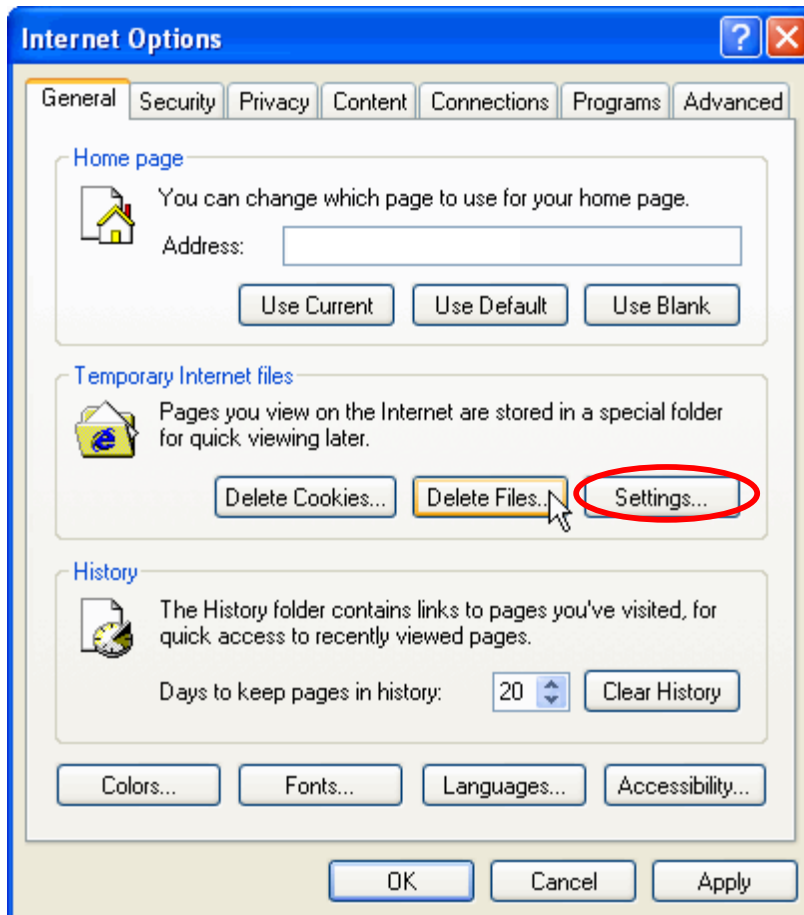 Internet Options
General Security Privacy Content Connections Programs Advanced
Home page
You can change which page to use for your home page.
Address:
Use Current Use Default Use Blank
Temporary Internet files
Pages you view on the Internet are stored in a special folder
for quick viewing later.
Delete Cookies... Delete Files... Settings...
History
The History folder contains links to pages you've visited, for
quick access to recently viewed pages.
Days to keep pages in history: 20 Clear History
Colors... Fonts... Languages... Accessibility...
OK Cancel Apply